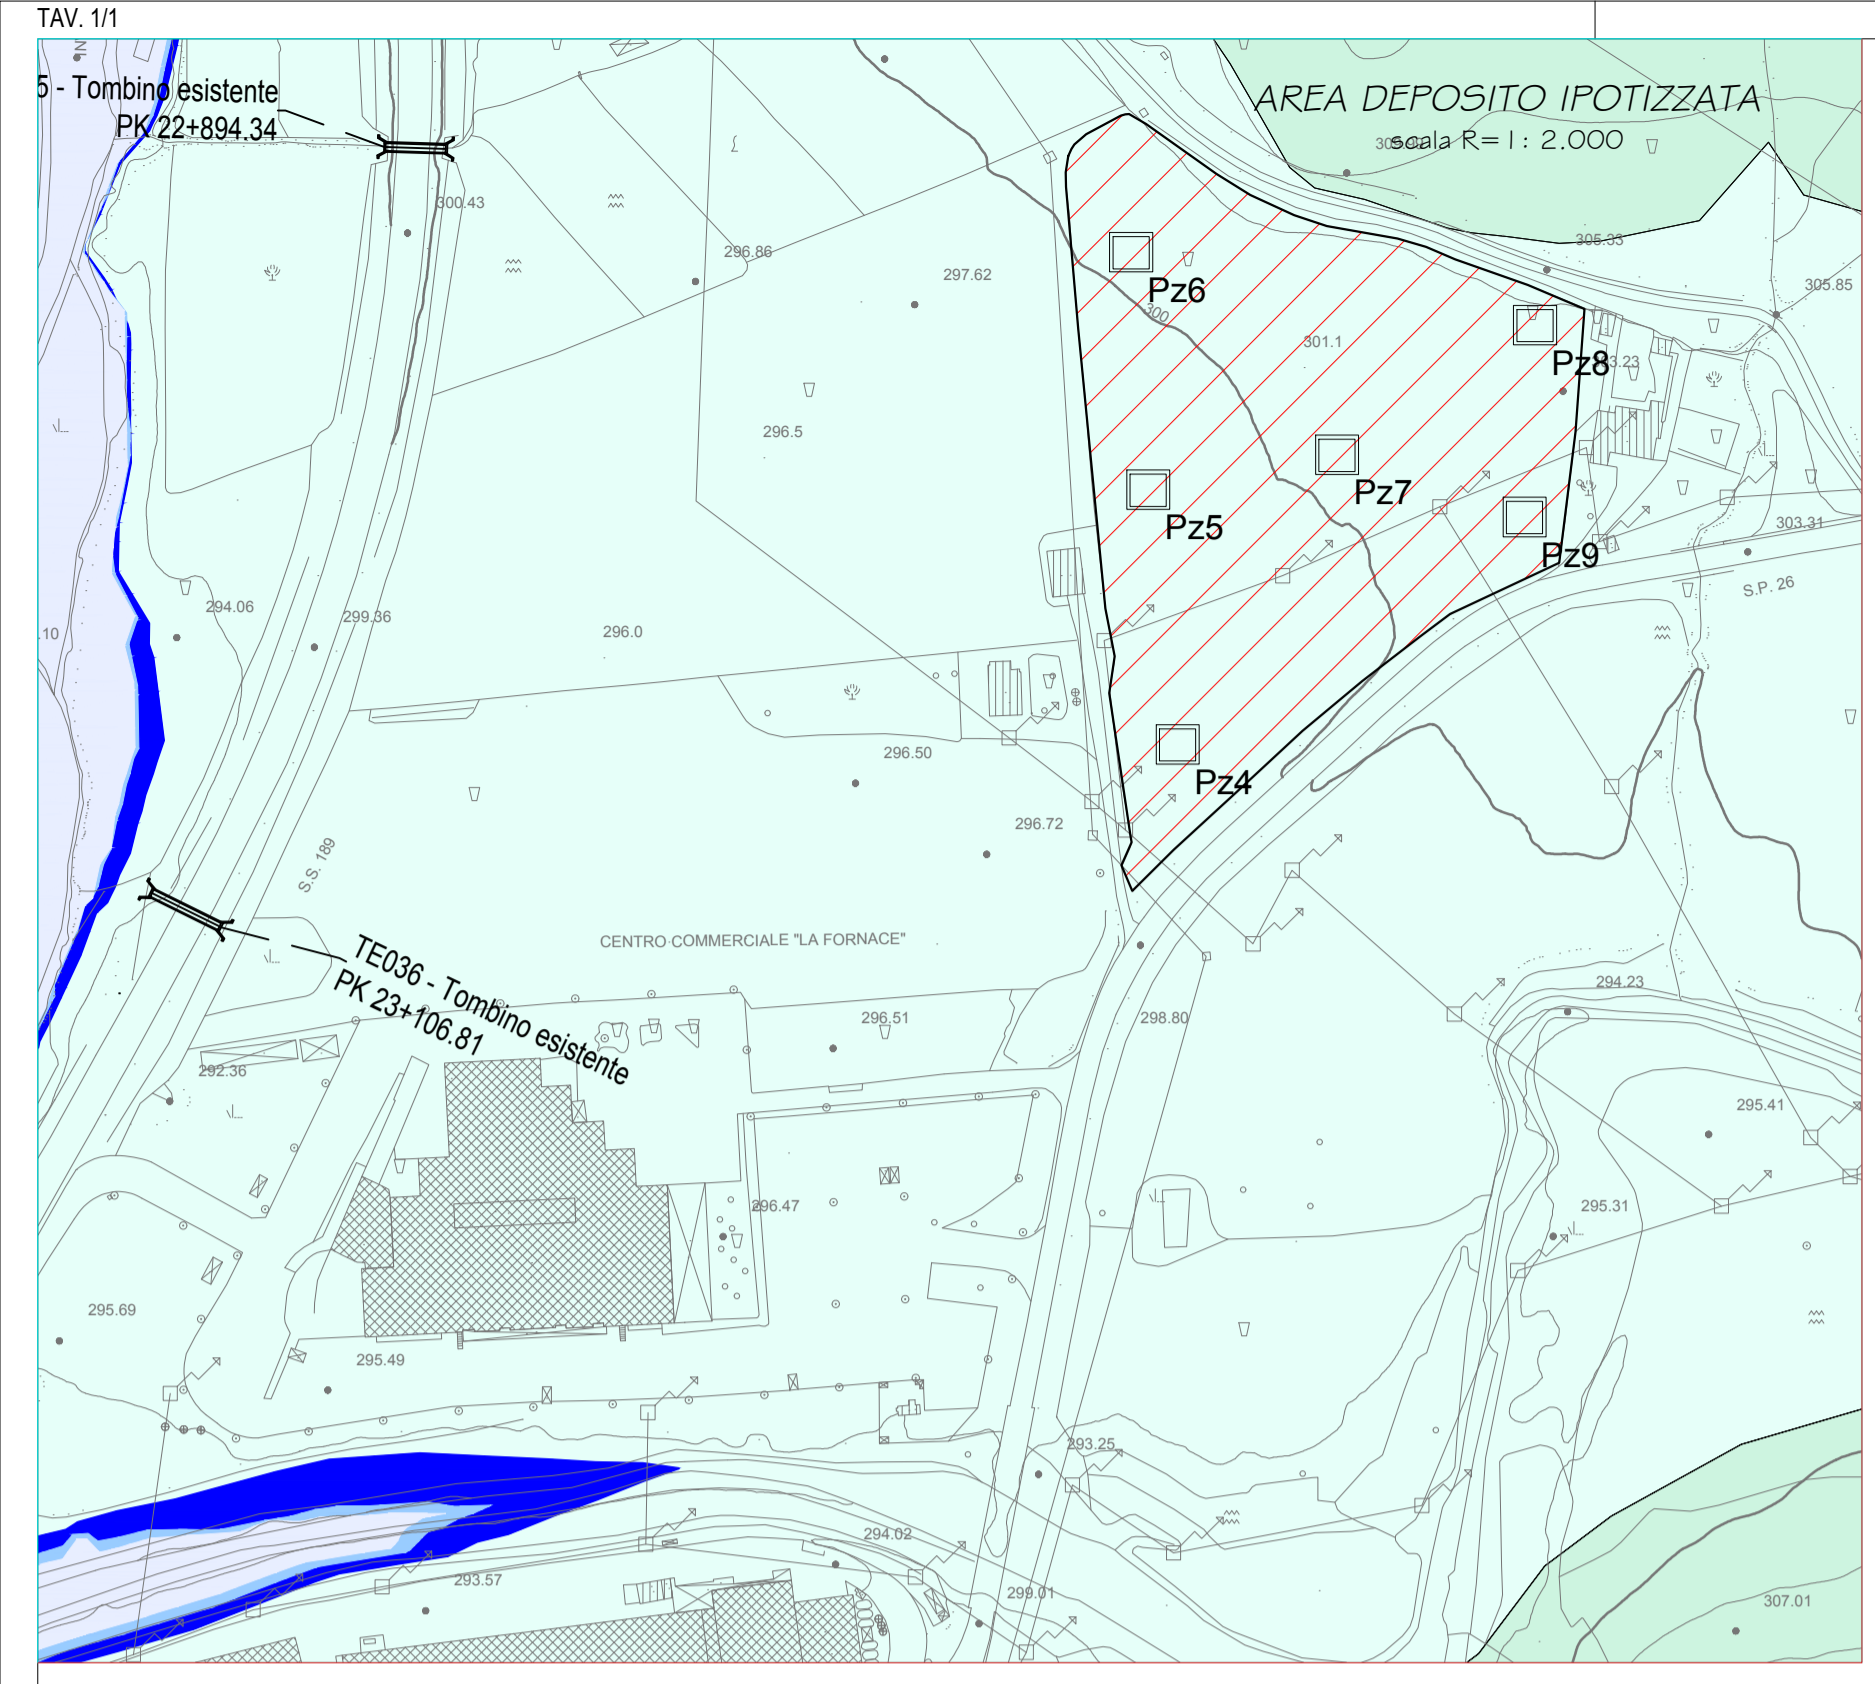 TAV. 1/1
5 - Tombino esistente
PK 22+894.34
AREA DEPOSITO IPOTIZZATA
scala R= 1 : 2.000
300.43
296.86
297.62
305.33
305.85
Pz6
300
301.1
Pz8
296.5
Pz7
Pz5
Pz9
303.31
S.P. 26
294.06
299.36
296.0
.10
296.50
Pz4
296.72
S.S. 189
CENTRO COMMERCIALE "LA FORNACE"
TE036 - Tombino esistente
PK 23+106.81
294.23
296.51
298.80
292.36
295.41
296.47
295.31
295.69
295.49
293.25
294.02
293.57
299.01
307.01